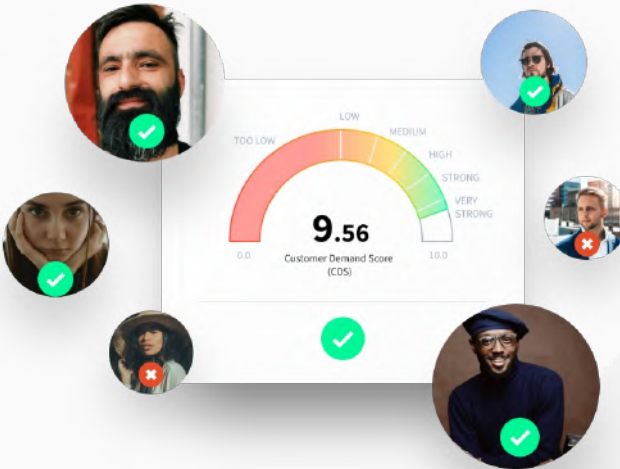 LOW
TOO LOW
MEDIUM
HIGH
STRONG
VERY
STRONG
9.56
0.0
Customer Demand Score
10.0
(CDS)